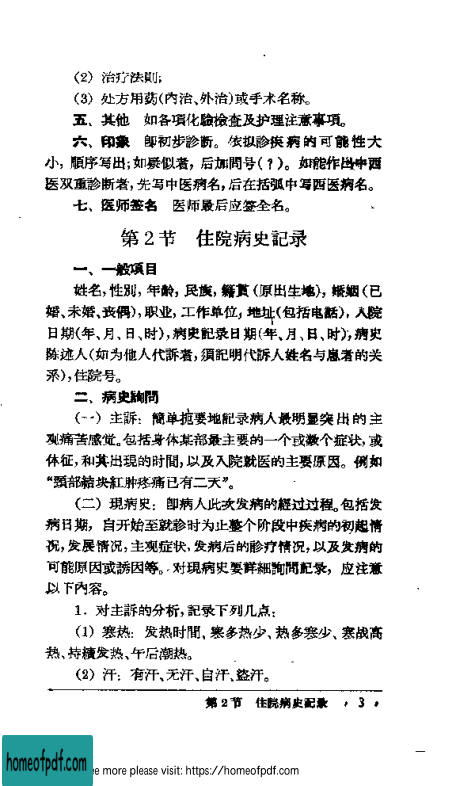 (2) 治疗法則；
(3) 处方用葯(内治、外治)或手术名称。
五、其他　如各項化驗檢查及护理注意事項。
六、印象　卽初步診断。依拟診疾病的可能性大
小，順序写出；如疑似者，后加問号(？)。如能作出中西
医双重診断者，先写中医病名，后在括弧中写西医病名。
七、医师签名　医师最后应签全名。
第2节　住院病史記录
一、一般項目
姓名，性别，年龄，民族，籍貫(原出生地)，婚姻(已
婚、未婚、丧偶)，职业，工作单位，地址(包括电話)，入院
日期(年、月、日、时)，病史記录日期(年、月、日、时)，病史
陈述人(如为他人代訴者，須記明代訴人姓名与患者的关
系)，住院号。
二、病史詢問
(一)主訴：簡单扼要地記录病人最明显突出的主
观痛苦感觉。包括身体某部最主要的一个或数个症状，或
体征，和其出現的时間，以及入院就医的主要原因。例如
“頸部結块紅肿疼痛已有二天”。
(二)現病史：卽病人此次发病的經过过程。包括发
病日期，自开始至就診时为止整个阶段中疾病的初起情
况，发展情况，主观症状，发病后的診疗情况，以及发病的
可能原因或誘因等。对現病史要詳細詢問記录，应注意
以下內容。
1．对主訴的分析，記录下列几点：
(1) 寒热：发热时間、寒多热少、热多寒少、寒战高
热、持續发热、午后潮热。
(2) 汗：有汗、无汗、自汗、盜汗。
第2节　住院病史記录　· 3 ·
homeofpdf.com
ee more please visit: https://homeofpdf.com